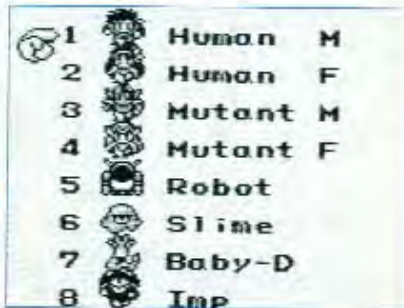 1 Human M
2 Human F
3 Mutant M
4 Mutant F
5 Robot
6 Slime
7 Baby-D
8 Imp